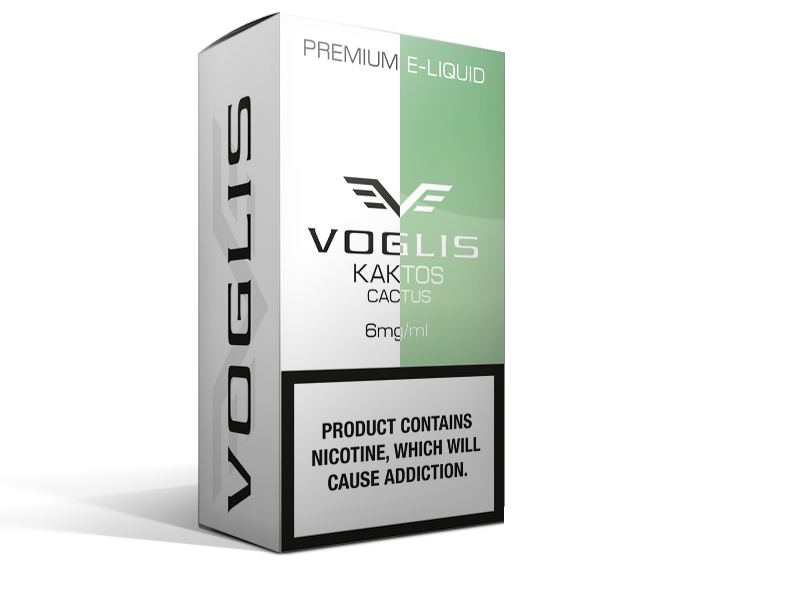 PREMIUM E-LIQUID
VOGLIS
KAKTOS
CACTUS
6mg/ml
PRODUCT CONTAINS
NICOTINE, WHICH WILL
CAUSE ADDICTION.
VOGLIS